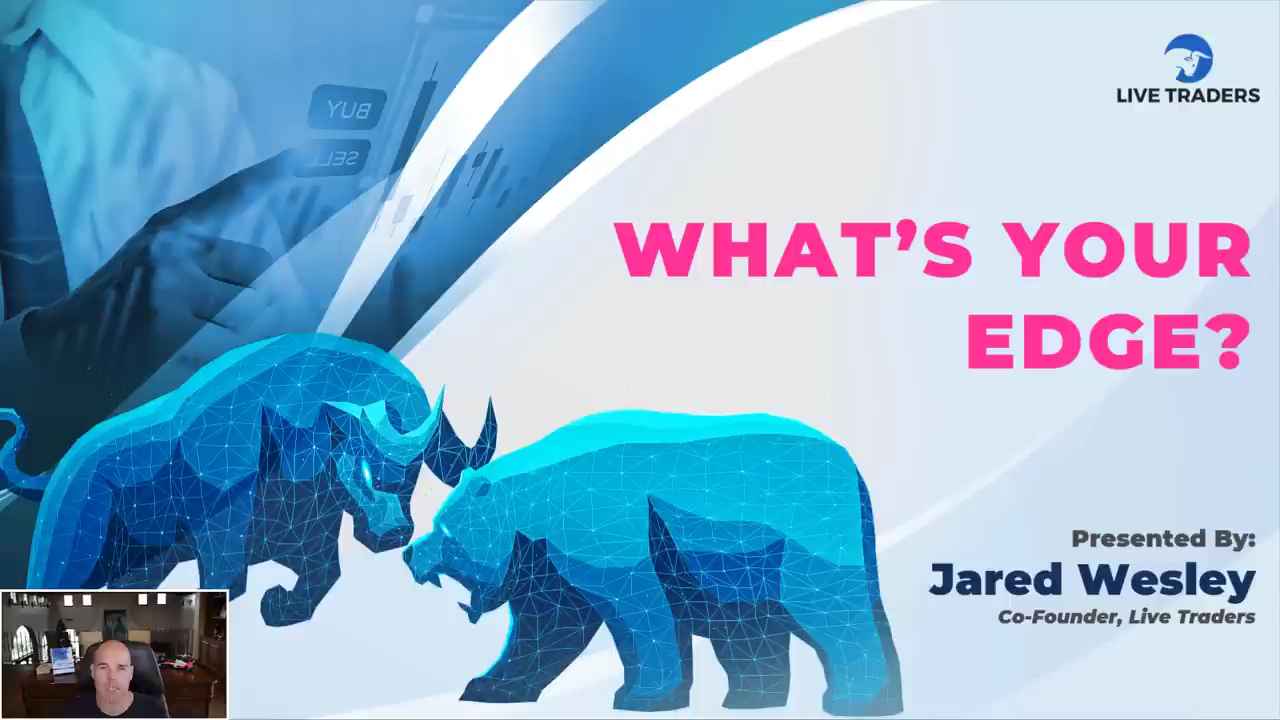 BUY
SELL
LIVE TRADERS
WHAT'S YOUR
EDGE?
Presented By:
Jared Wesley
Co-Founder, Live Traders